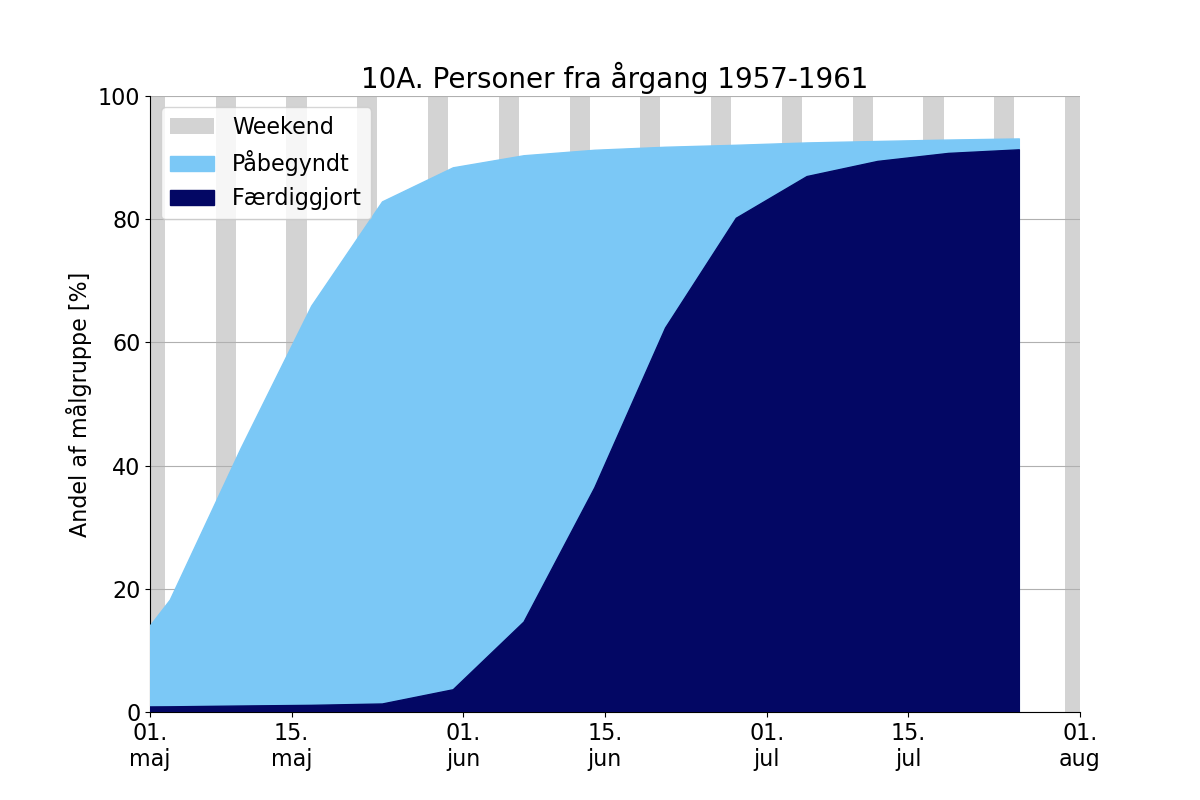 10A. Personer fra årgang 1957-1961
Andel af målgruppe [%]
100
80
60
40
20
0
Weekend
Påbegyndt
Færdiggjort
01.
maj
15.
maj
01.
jun
15.
jun
01.
jul
15.
jul
01.
aug